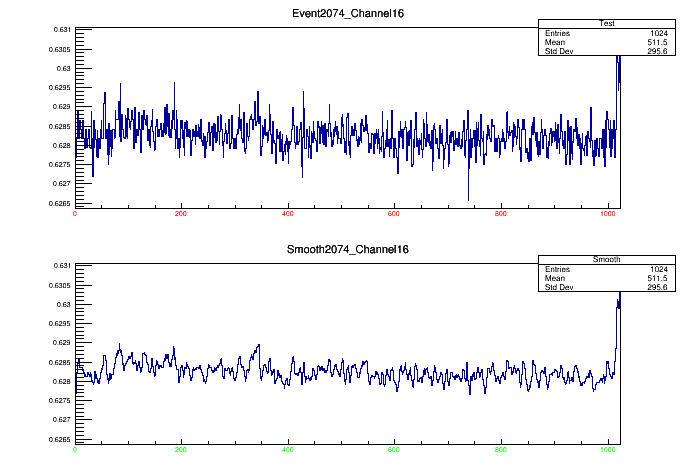 Event2074_Channel16
Test
Entries 1024
Mean 511.5
Std Dev 295.6
0.631
0.6305
0.63
0.6295
0.629
0.6285
0.628
0.6275
0.627
0.6265
0 200 400 600 800 1000
Smooth2074_Channel16
Smooth
Entries 1024
Mean 511.5
Std Dev 295.6
0.631
0.6305
0.63
0.6295
0.629
0.6285
0.628
0.6275
0.627
0.6265
0 200 400 600 800 1000